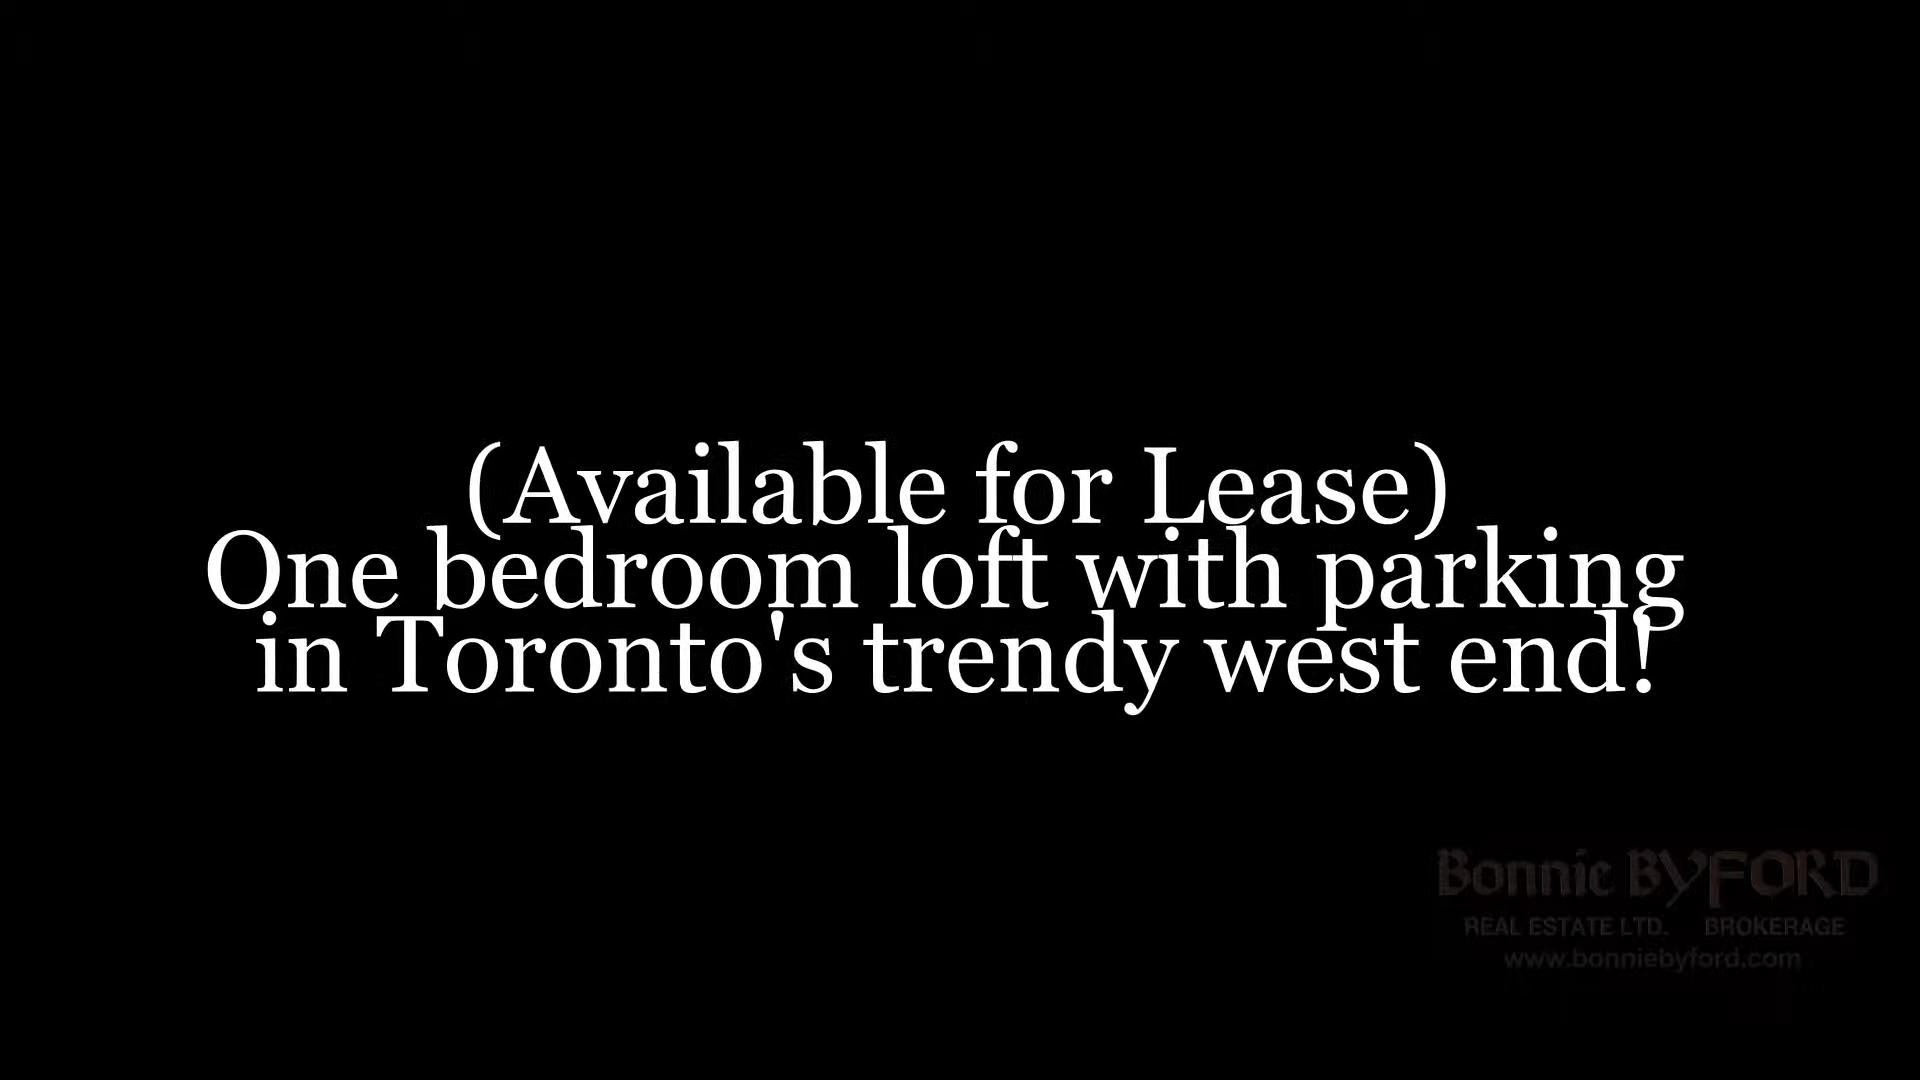 (Available for Lease)
One bedroom loft with parking
in Toronto's trendy west end!
Bonnie BYFORD
REAL ESTATE LTD. BROKERAGE
www.bonniebyford.com